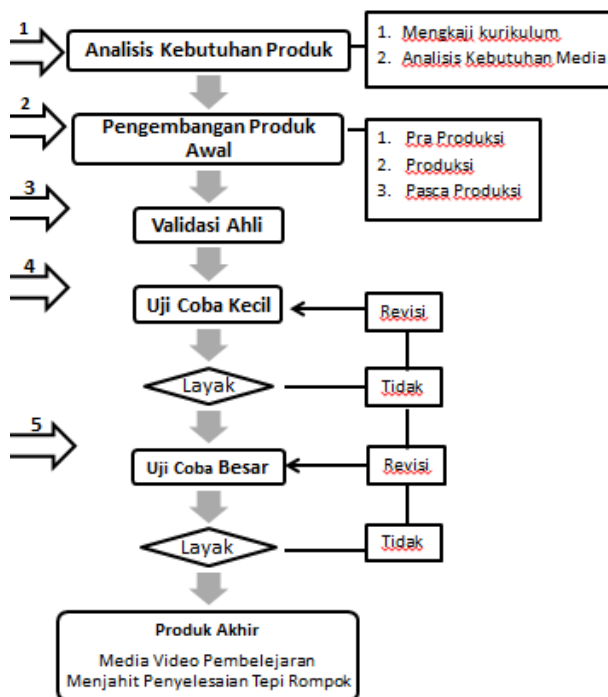 1
Analisis Kebutuhan Produk
1. Mengkaji kurikulum
2. Analisis Kebutuhan Media
2
Pengembangan Produk
Awal
1. Pra Produksi
2. Produksi
3. Pasca Produksi
3
Validasi Ahli
4
Uji Coba Kecil
Revisi
Layak
Tidak
5
Uji Coba Besar
Revisi
Layak
Tidak
Produk Akhir
Media Video Pembelejaran
Menjahit Penyelesaian Tepi Rompok